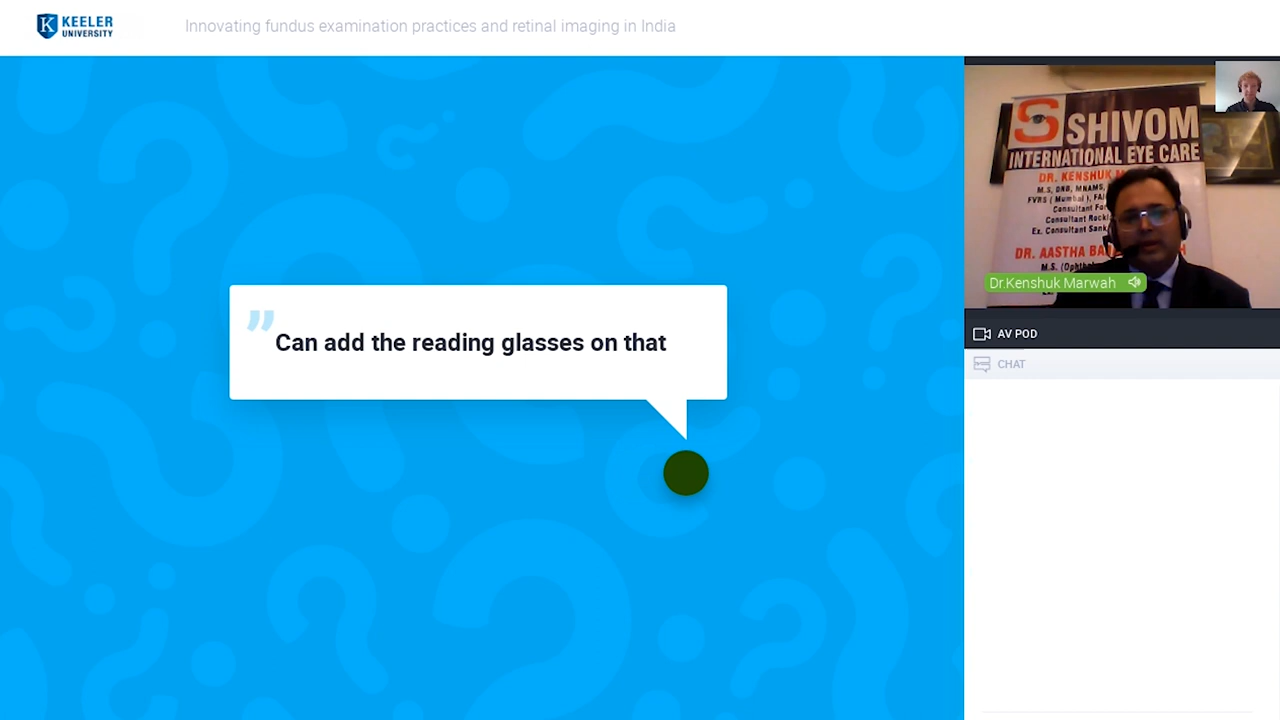 KEELER
UNIVERSITY
Innovating fundus examination practices and retinal imaging in India
Can add the reading glasses on that
SHIVOM
INTERNATIONAL EYE CARE
DR. KENSHUK
M.S, DNB, MNAMS,
FVRS ( Mumbai ),
Consultant
Consultant
Ex. Consultant
DR. AASTHA
M.S.
Dr.Kenshuk Marwah
AV POD
CHAT